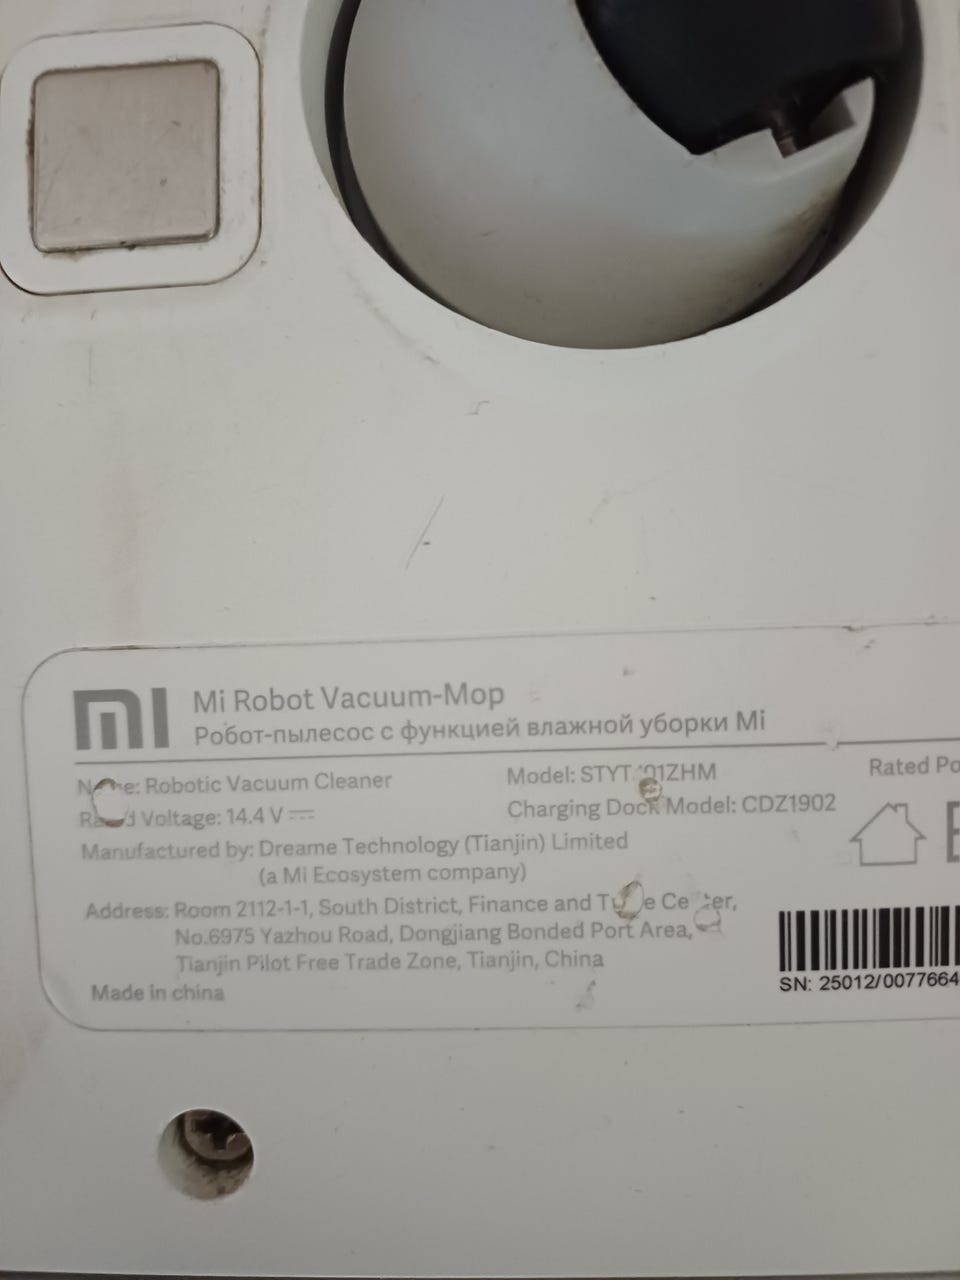 mi Mi Robot Vacuum-Mop
Робот-пылесос с функцией влажной уборки Mi
Robotic Vacuum Cleaner
Model:
Rated Po
Voltage: 14.4 V
Charging Dock Model: CDZ1902
Manufactured by: Dreame Technology (Tianjin) Limited
(a Mi Ecosystem company)
Address: Room 2112-1-1, South District, Finance and
No.6975 Yazhou Road, Dongjiang Bonded Port Area,
Tianjin Pilot Free Trade Zone, Tianjin, China
Made in china
SN: 25012/0077664